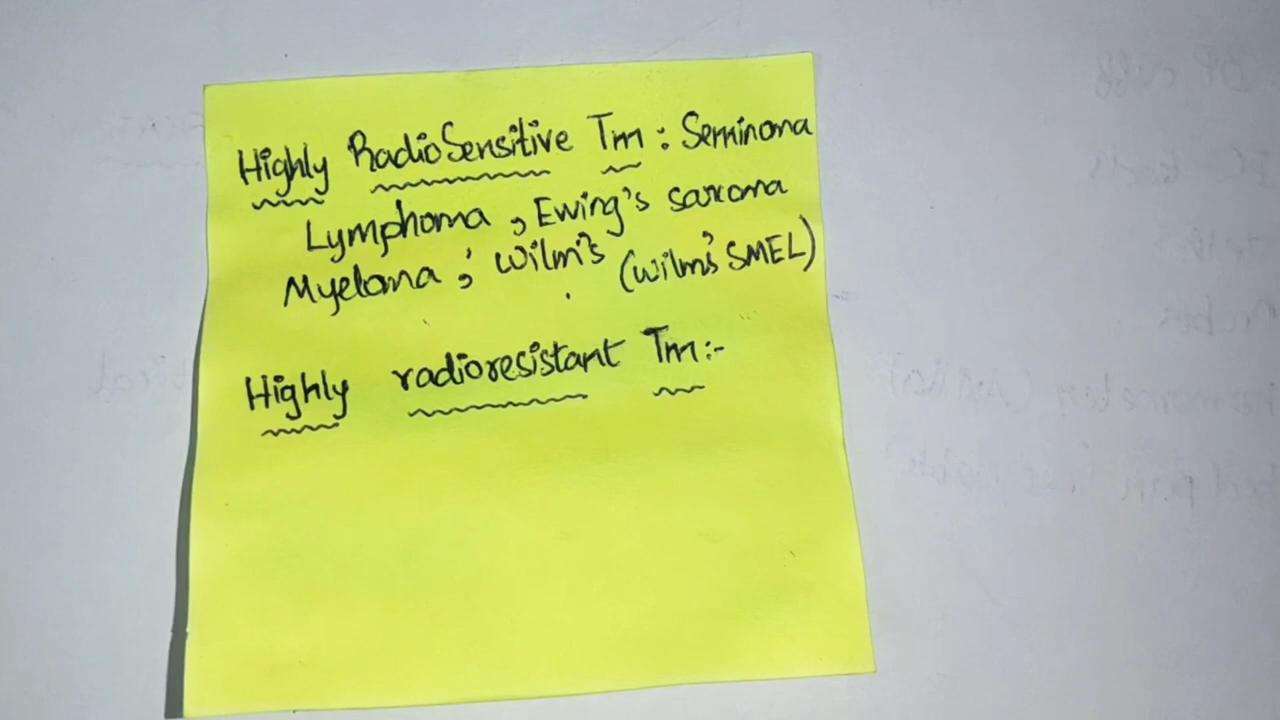 Highly RadioSensitive Tm : Seminoma
Lymphoma , Ewing's sarcoma
Myeloma ; Wilm's (Wilm's SMEL)
Highly radioresistant Tm:-